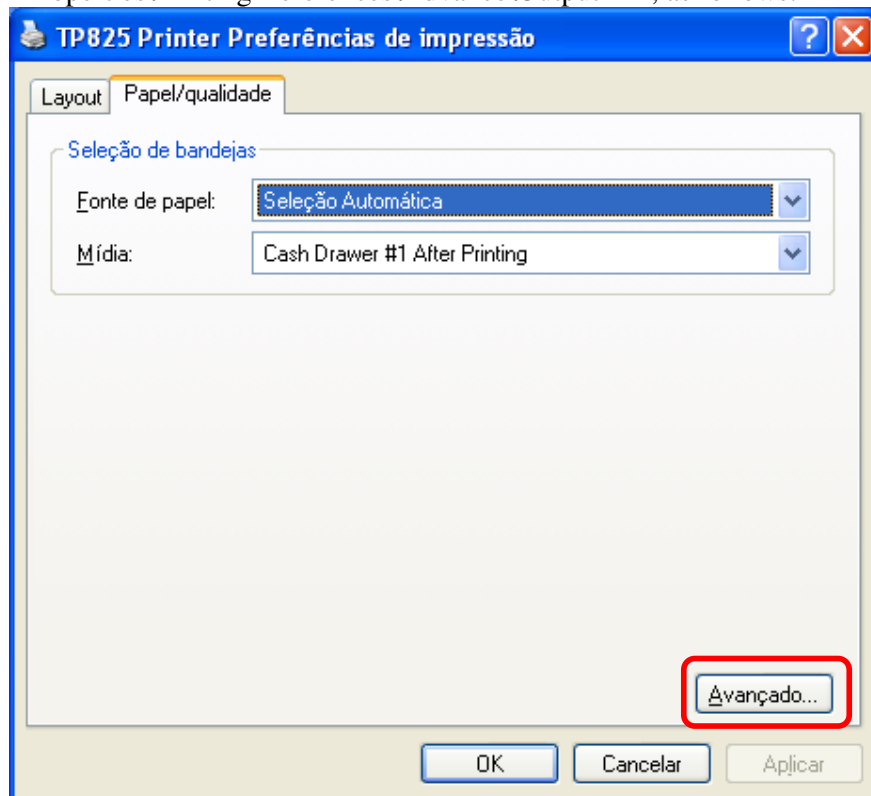 TP825 Printer Preferências de impressão
Layout Papel/qualidade
Seleção de bandejas
Fonte de papel: Seleção Automática
Mídia: Cash Drawer #1 After Printing
Avançado...
OK Cancelar Aplicar